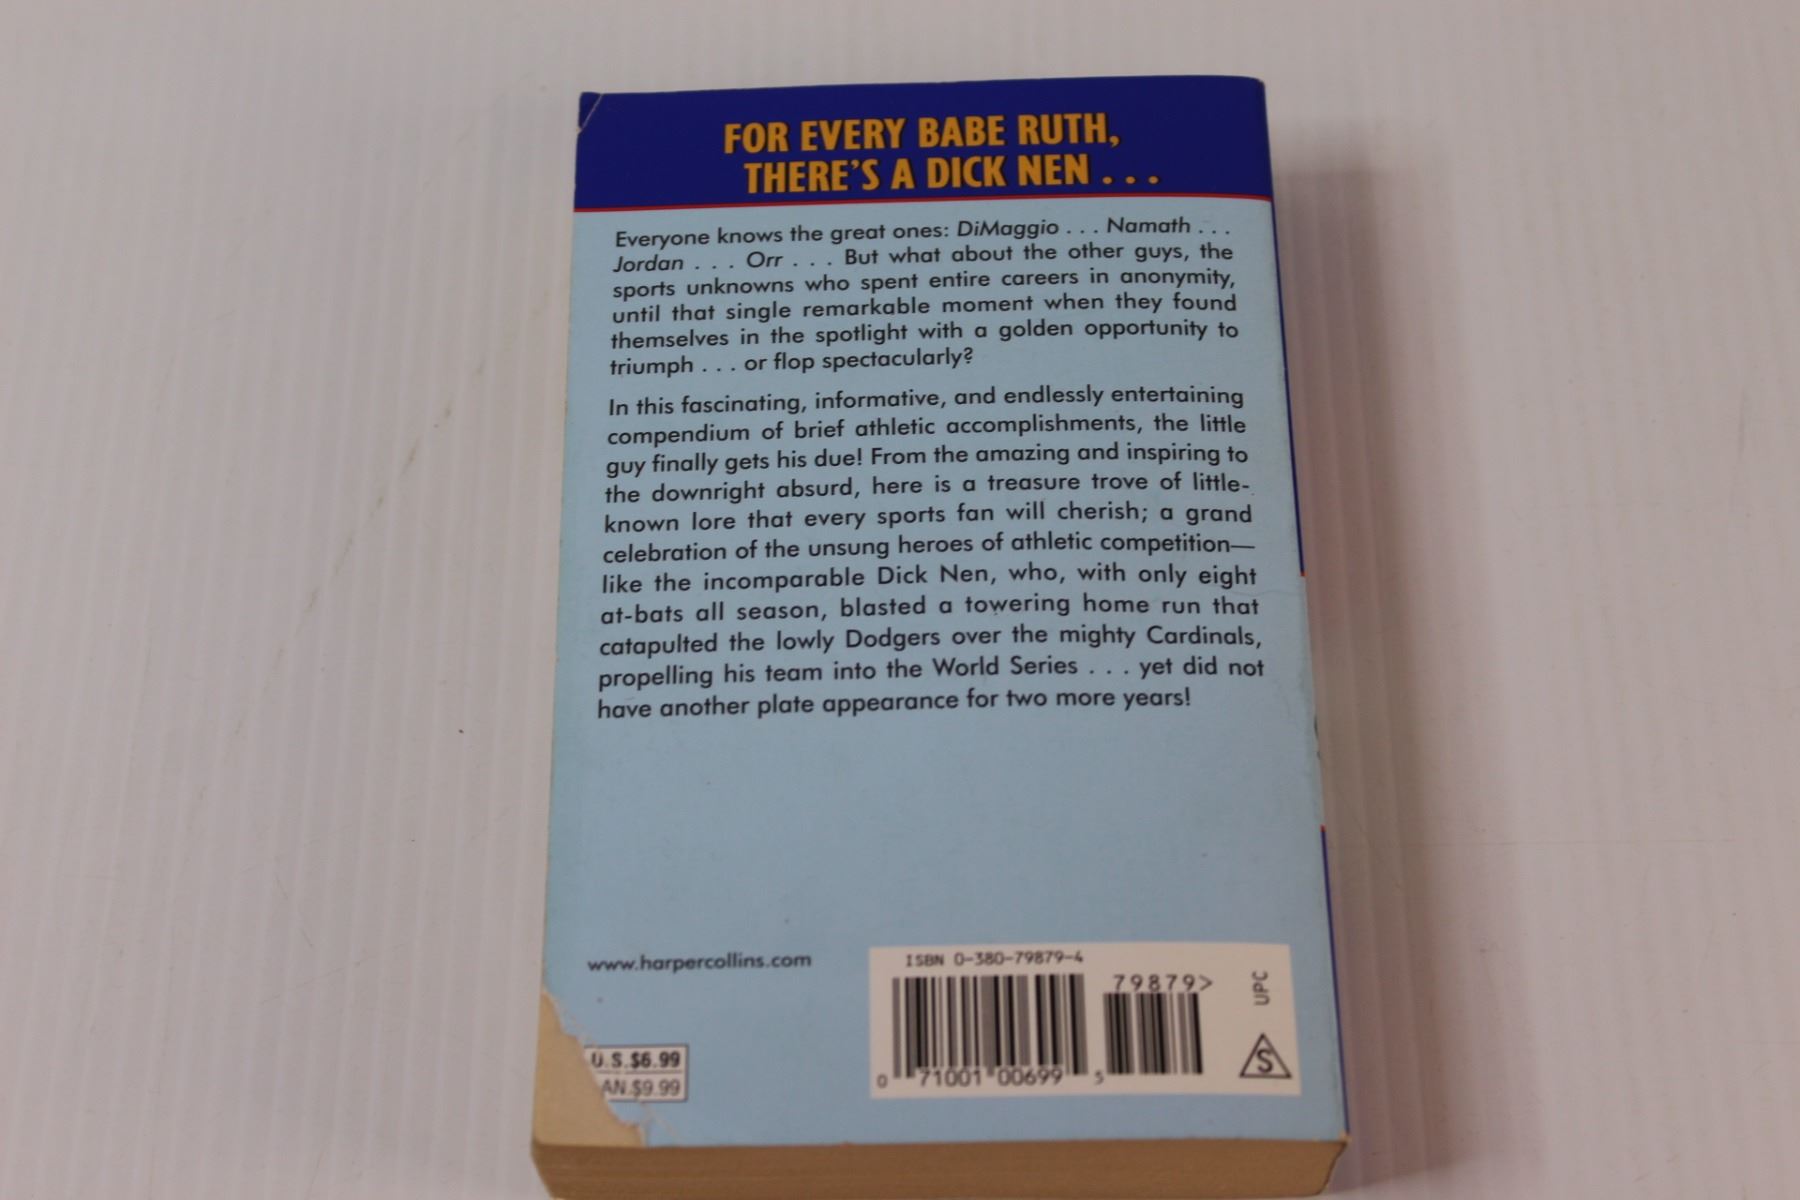 FOR EVERY BABE RUTH,
THERE'S A DICK NEN . . .
Everyone knows the great ones: DiMaggio . . . Namath . . .
Jordan . . . Orr . . . But what about the other guys, the
sports unknowns who spent entire careers in anonymity,
until that single remarkable moment when they found
themselves in the spotlight with a golden opportunity to
triumph . . . or flop spectacularly?
In this fascinating, informative, and endlessly entertaining
compendium of brief athletic accomplishments, the little
guy finally gets his due! From the amazing and inspiring to
the downright absurd, here is a treasure trove of little-
known lore that every sports fan will cherish; a grand
celebration of the unsung heroes of athletic competition—
like the incomparable Dick Nen, who, with only eight
at-bats all season, blasted a towering home run that
catapulted the lowly Dodgers over the mighty Cardinals,
propelling his team into the World Series . . . yet did not
have another plate appearance for two more years!
www.harpercollins.com
ISBN 0-380-79879-4
79879>
UPC
U.S.$6.99
AN.$9.99
0 71001 00699 5
S